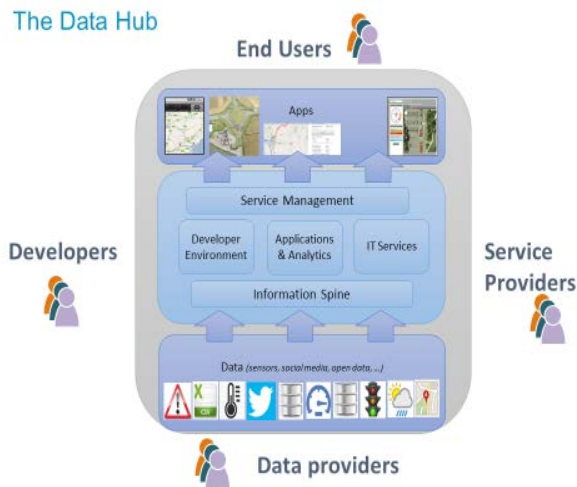 The Data Hub
End Users
Apps
Service Management
Developers
Developer
Environment
Applications
& Analytics
IT Services
Service
Providers
Information Spine
Data (sensors, social media, open data, ...)
X
CSV
Data providers